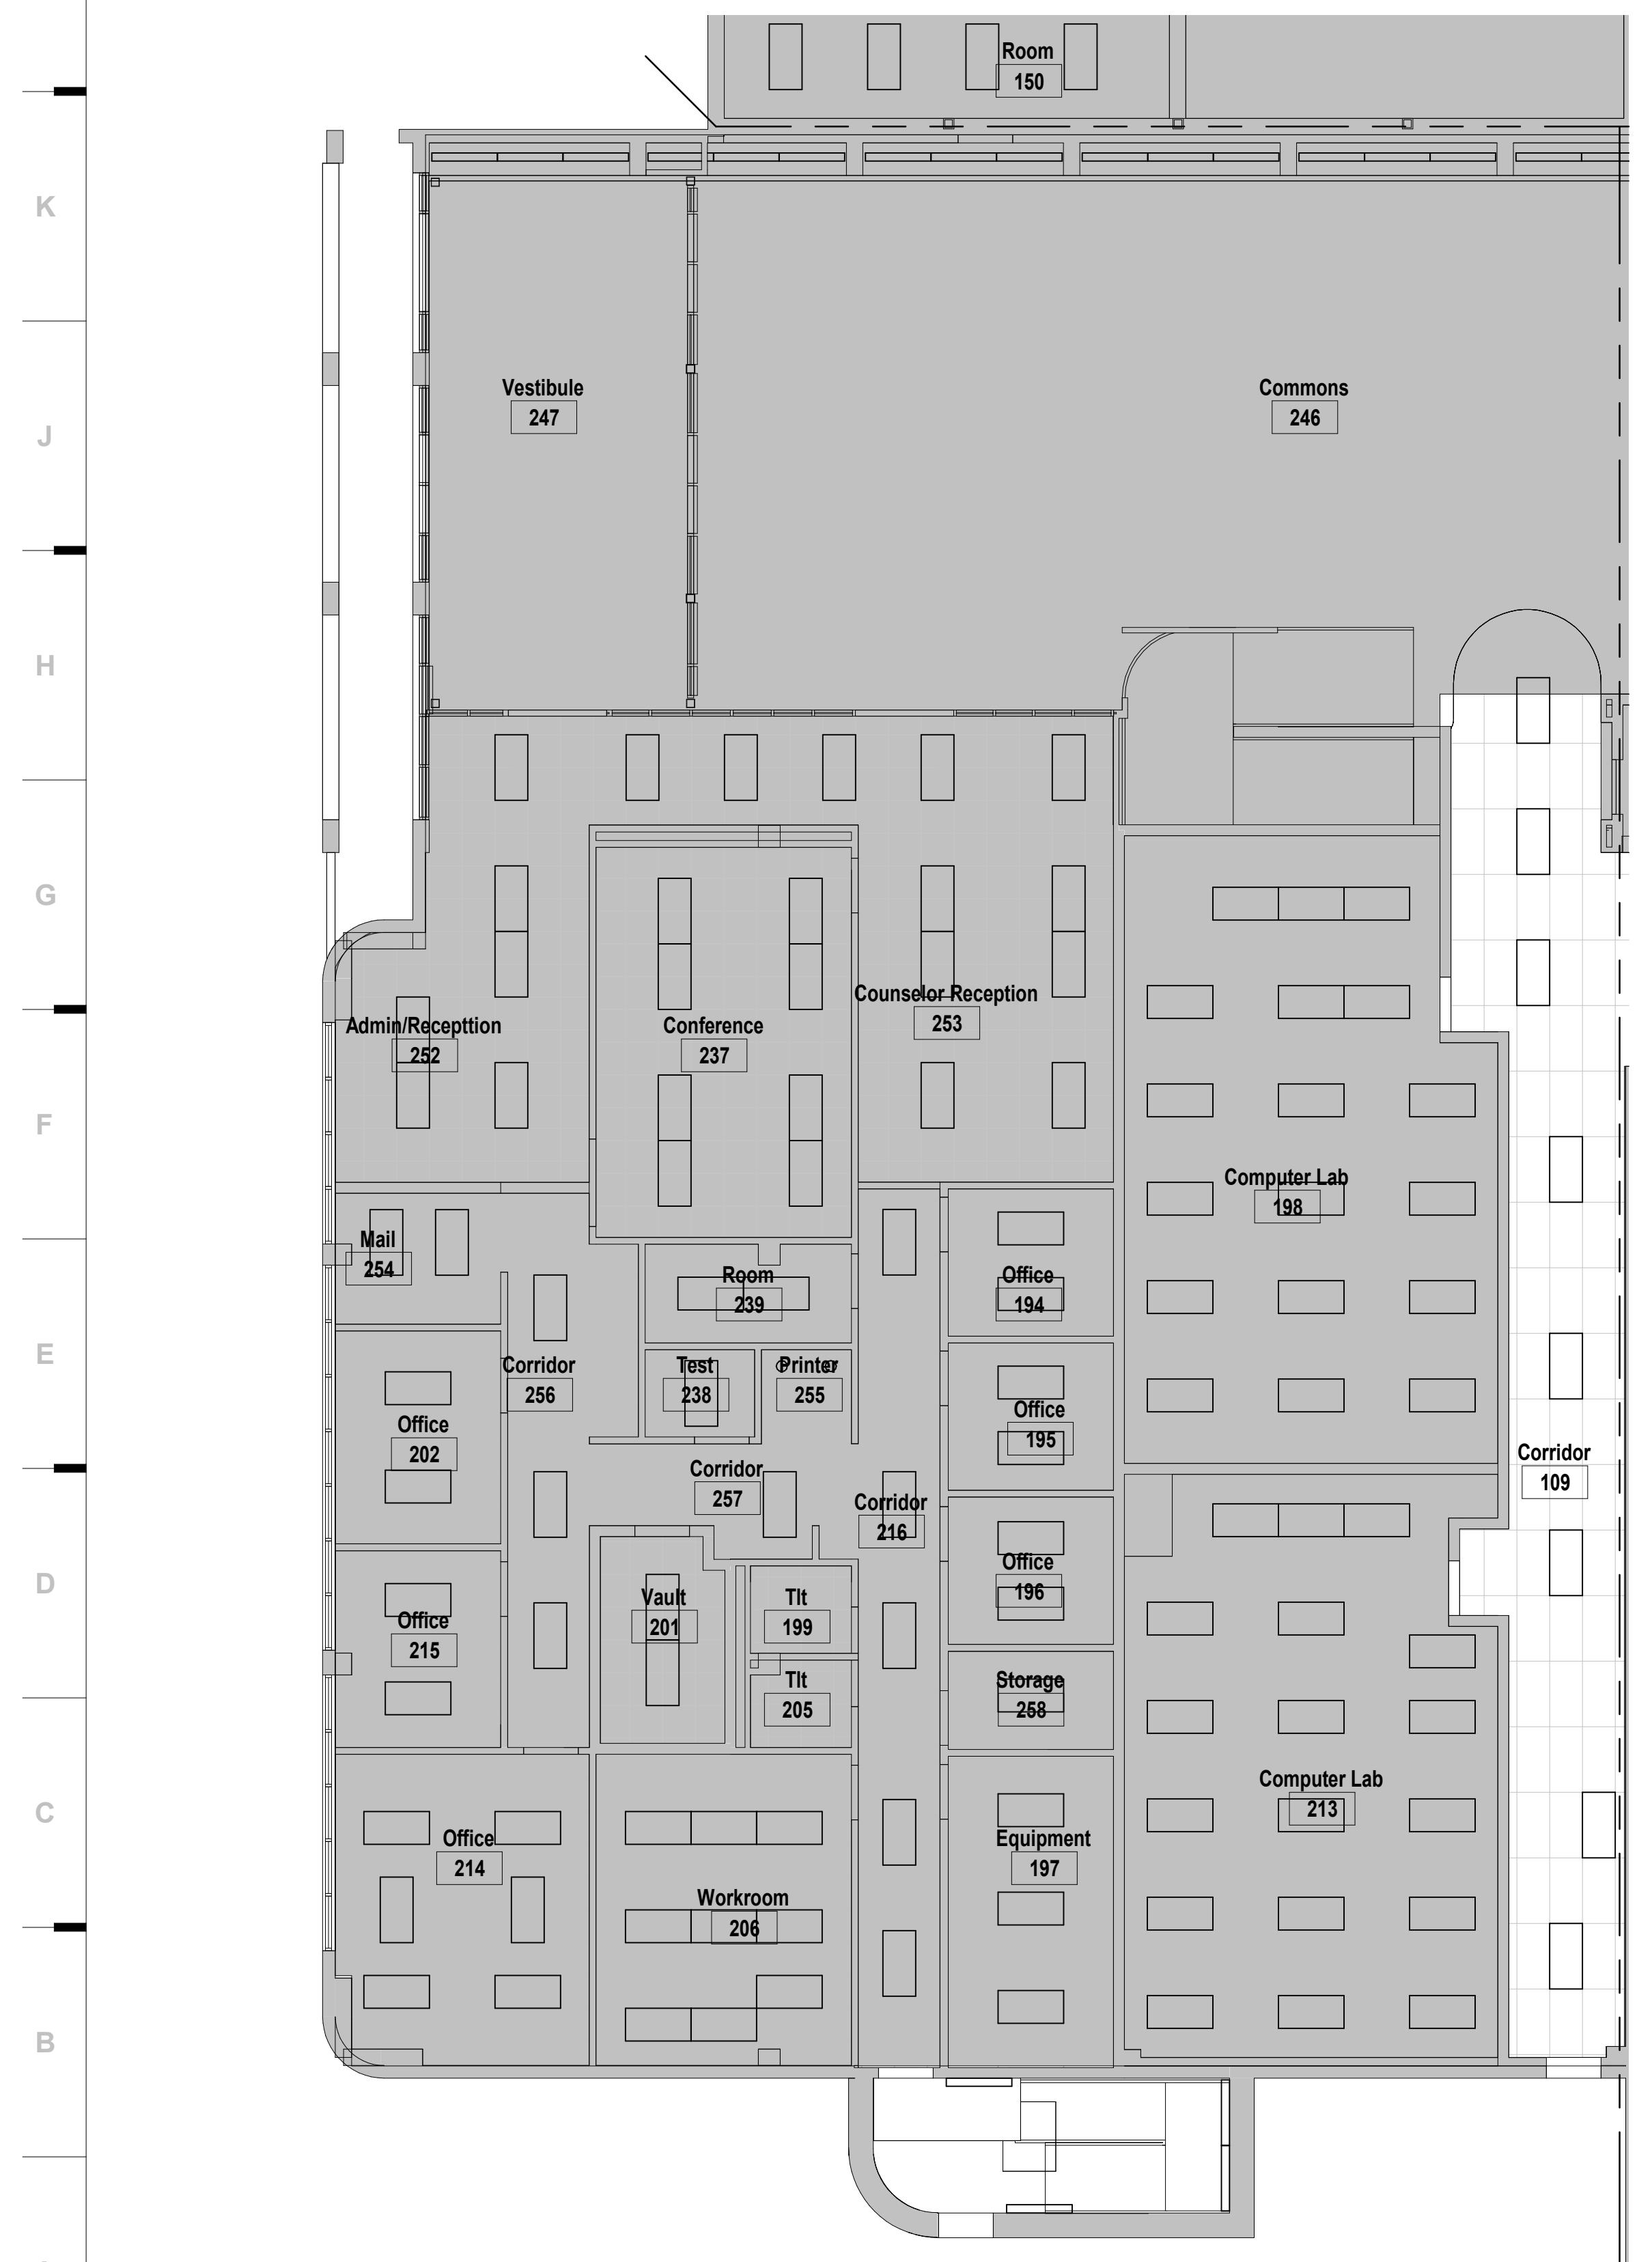 Room
150
K
Vestibule
247
Commons
246
J
H
G
Counselor Reception
253
Admin/Recepttion
252
Conference
237
F
Computer Lab
198
Mail
254
Room
239
Office
194
E
Corridor
256
Test
238
Printer
255
Office
195
Office
202
Corridor
257
Corridor
216
Corridor
109
D
Office
196
Vault
201
Tlt
199
Office
215
Tlt
205
Storage
258
C
Computer Lab
213
Office
214
Equipment
197
Workroom
206
B